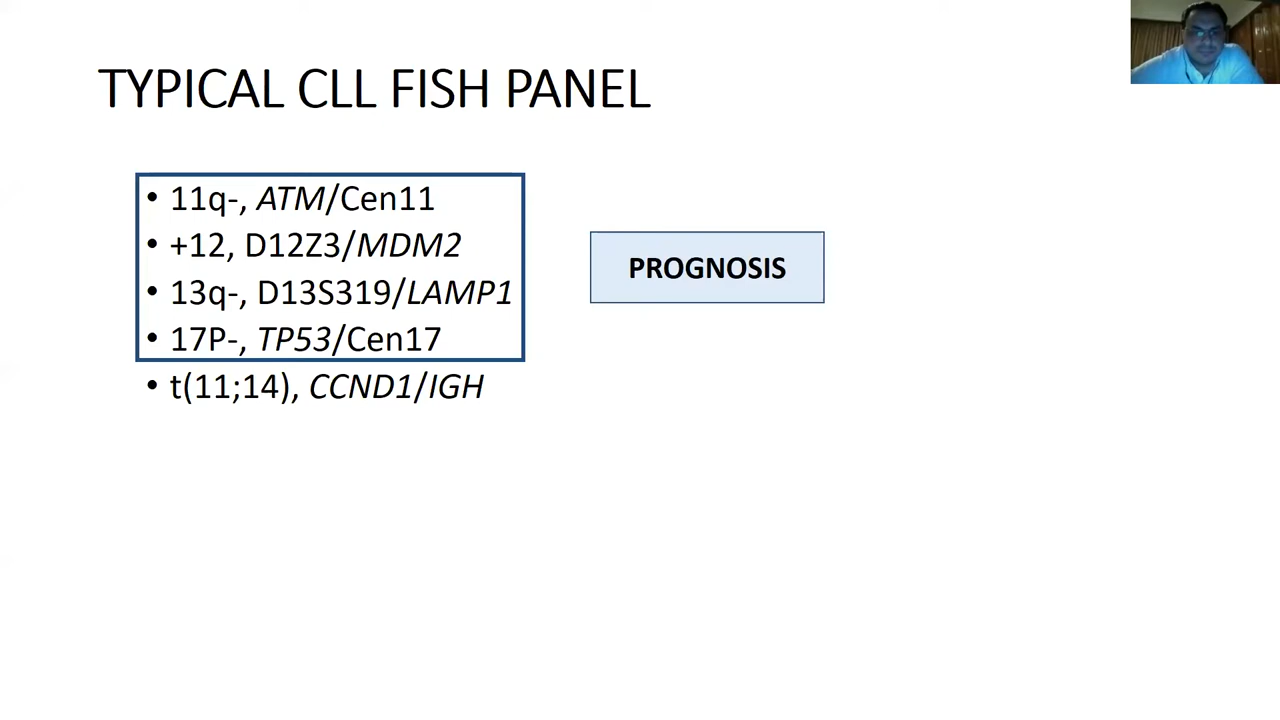 TYPICAL CLL FISH PANEL
• 11q-, ATM/Cen11
• +12, D12Z3/MDM2
• 13q-, D13S319/LAMP1
• 17P-, TP53/Cen17
• t(11;14), CCND1/IGH
PROGNOSIS